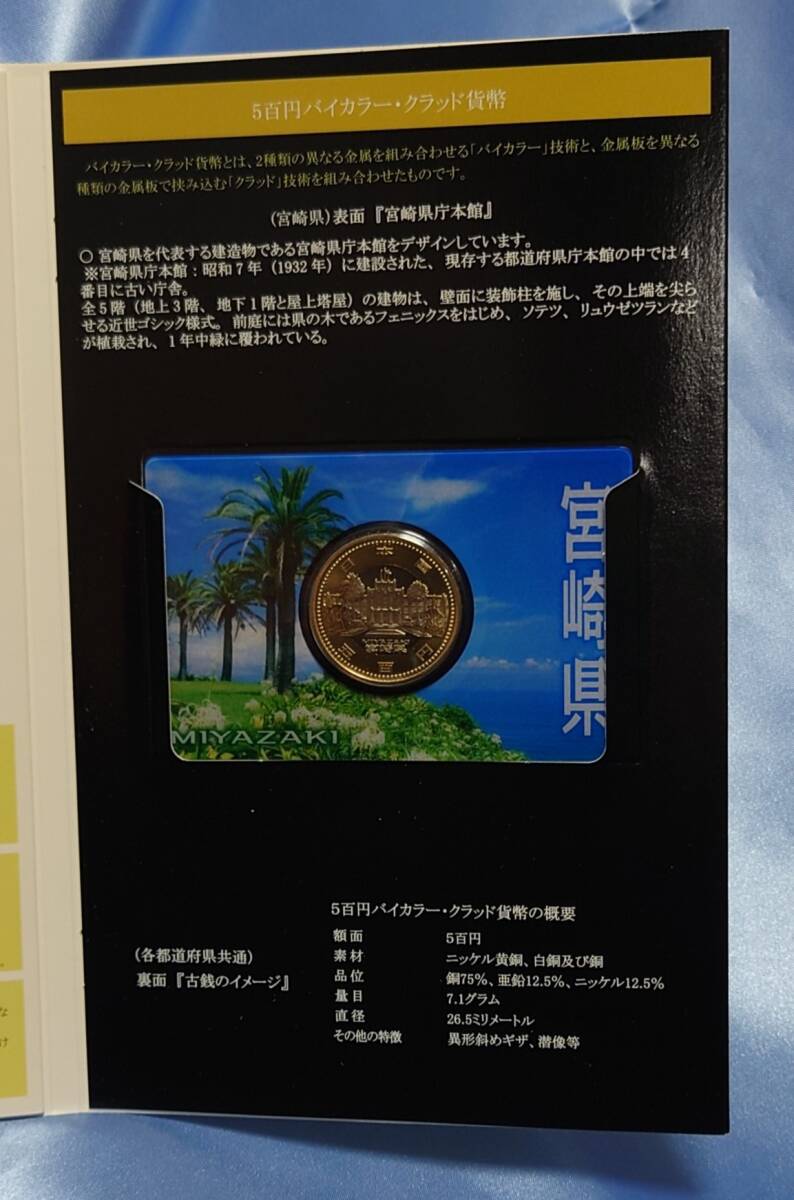 5百円バイカラー・クラッド貨幣
バイカラー・クラッド貨幣とは、2種類の異なる金属を組み合わせる「バイカラー」技術と、金属板を異なる
種類の金属板で挟み込む「クラッド」技術を組み合わせたものです。
(宮崎県)表面『宮崎県庁本館』
○ 宮崎県を代表する建造物である宮崎県庁本館をデザインしています。
※宮崎県庁本館：昭和7年（1932年）に建設された、現存する都道府県庁本館の中では4
番目に古い庁舎。
全5階（地上3階、地下1階と屋上塔屋）の建物は、壁面に装飾柱を施し、その上端を尖ら
せる近世ゴシック様式。前庭には県の木であるフェニックスをはじめ、ソテツ、リュウゼツランなど
が植栽され、1年中緑に覆われている。
宮崎県
日本国
五百円
MIYAZAKI
5百円バイカラー・クラッド貨幣の概要
(各都道府県共通)
裏面『古銭のイメージ』
額面 5百円
素材 ニッケル黄銅、白銅及び銅
品位 銅75%、亜鉛12.5%、ニッケル12.5%
量目 7.1グラム
直径 26.5ミリメートル
その他の特徴 異形斜めギザ、潜像等
な
け